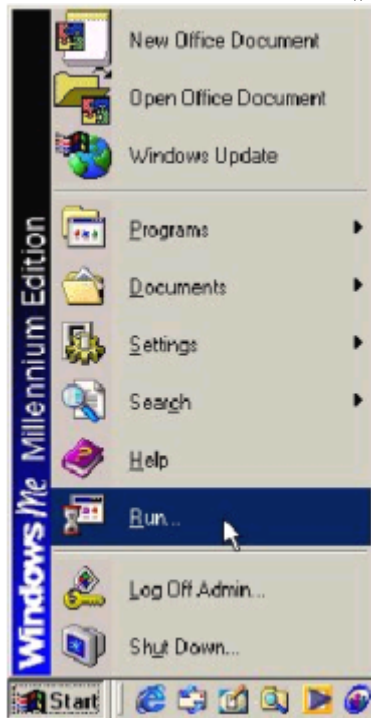 New Office Document
Open Office Document
Windows Update
Programs
Documents
Settings
Search
Help
Run...
Log Off Admin...
Shut Down...
Windows Me Millennium Edition
Start